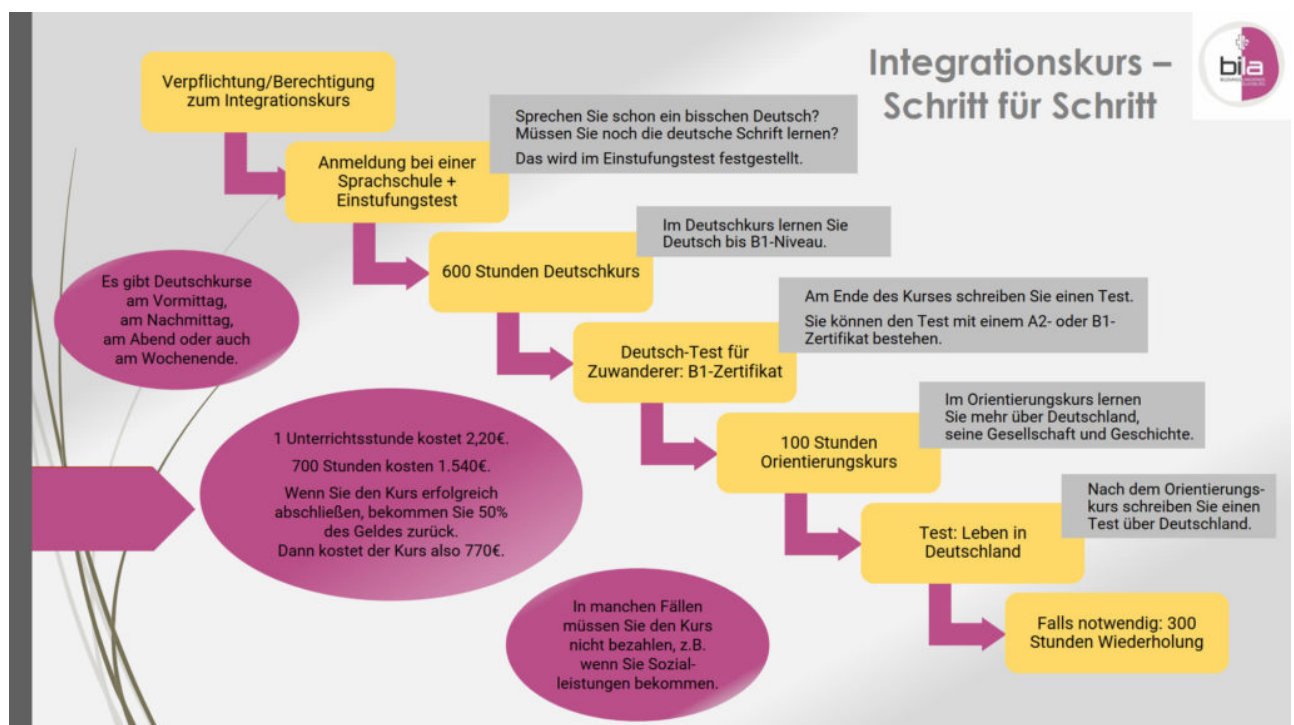 Integrationskurs –
Schritt für Schritt
bi a
Verpflichtung/Berechtigung
zum Integrationskurs
Sprechen Sie schon ein bisschen Deutsch?
Müssen Sie noch die deutsche Schrift lernen?
Das wird im Einstufungstest festgestellt.
Anmeldung bei einer
Sprachschule +
Einstufungstest
Im Deutschkurs lernen Sie
Deutsch bis B1-Niveau.
600 Stunden Deutschkurs
Es gibt Deutschkurse
am Vormittag,
am Nachmittag,
am Abend oder auch
am Wochenende.
Am Ende des Kurses schreiben Sie einen Test.
Sie können den Test mit einem A2- oder B1-
Zertifikat bestehen.
Deutsch-Test für
Zuwanderer: B1-Zertifikat
Im Orientierungskurs lernen
Sie mehr über Deutschland,
seine Gesellschaft und Geschichte.
100 Stunden
Orientierungskurs
1 Unterrichtsstunde kostet 2,20€.
700 Stunden kosten 1.540€.
Wenn Sie den Kurs erfolgreich
abschließen, bekommen Sie 50%
des Geldes zurück.
Dann kostet der Kurs also 770€.
Nach dem Orientierungs-
kurs schreiben Sie einen
Test über Deutschland.
Test: Leben in
Deutschland
In manchen Fällen
müssen Sie den Kurs
nicht bezahlen, z.B.
wenn Sie Sozial-
leistungen bekommen.
Falls notwendig: 300
Stunden Wiederholung